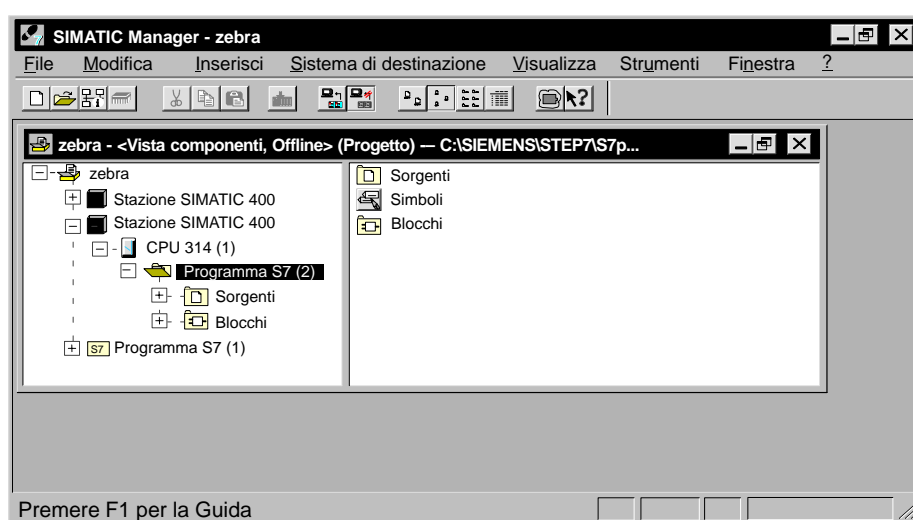 SIMATIC Manager - zebra
File Modifica Inserisci Sistema di destinazione Visualizza Strumenti Finestra ?
zebra - <Vista componenti, Offline> (Progetto) — C:\SIEMENS\STEP7\S7p...
zebra
Stazione SIMATIC 400
Stazione SIMATIC 400
CPU 314 (1)
Programma S7 (2)
Sorgenti
Blocchi
S7 Programma S7 (1)
Sorgenti
Simboli
Blocchi
Premere F1 per la Guida